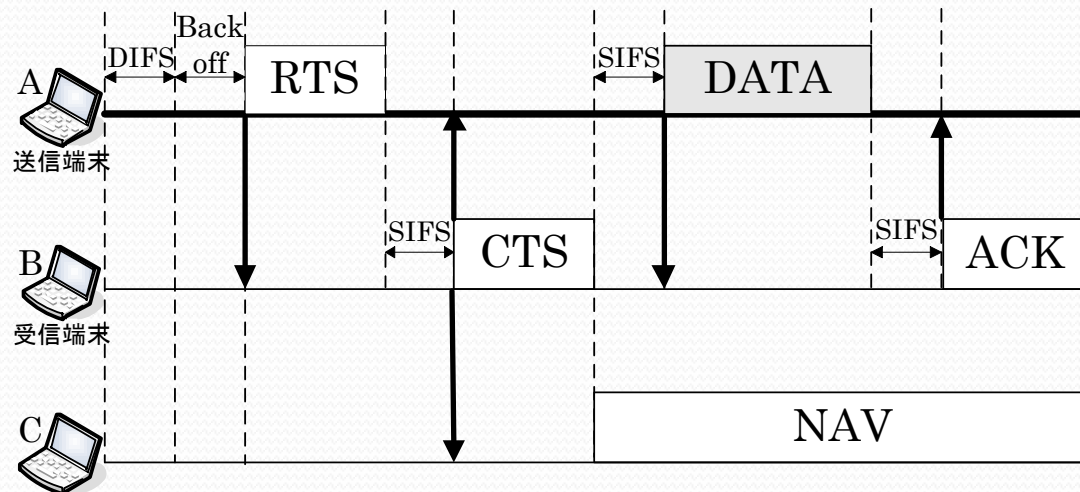 Back
off
DIFS
RTS
SIFS
DATA
A
送信端末
SIFS
CTS
SIFS
ACK
B
受信端末
NAV
C